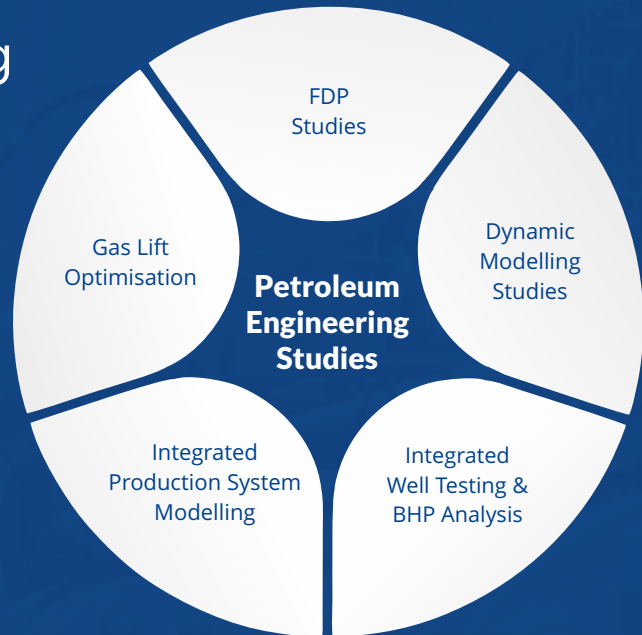 g
FDP
Studies
Dynamic
Modelling
Studies
Gas Lift
Optimisation
Petroleum
Engineering
Studies
Integrated
Production System
Modelling
Integrated
Well Testing &
BHP Analysis